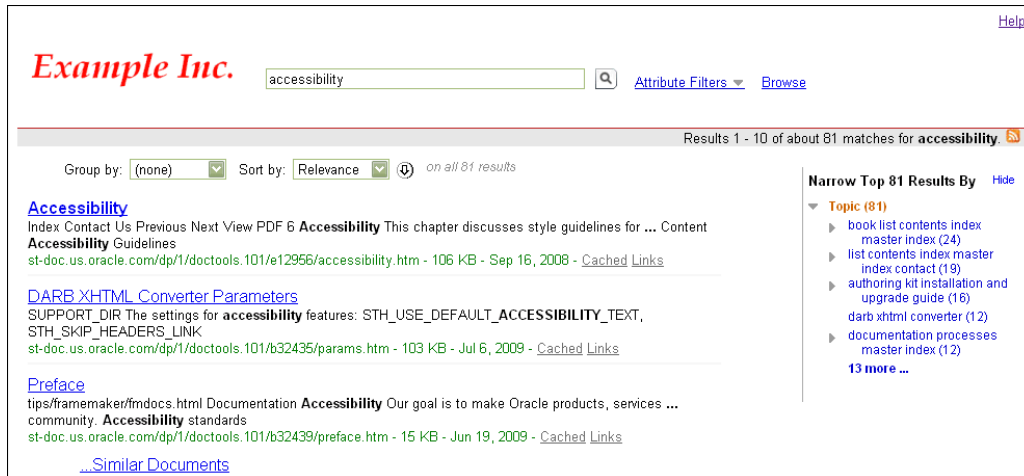 Help
Example Inc.
accessibility
Attribute Filters
Browse
Results 1 - 10 of about 81 matches for accessibility.
Group by: (none) Sort by: Relevance on all 81 results
Accessibility
Index Contact Us Previous Next View PDF 6 Accessibility This chapter discusses style guidelines for ... Content
Accessibility Guidelines
st-doc.us.oracle.com/dp/1/doctools.101/e12956/accessibility.htm - 106 KB - Sep 16, 2008 - Cached Links
DARB XHTML Converter Parameters
SUPPORT_DIR The settings for accessibility features: STH_USE_DEFAULT_ACCESSIBILITY_TEXT,
STH_SKIP_HEADERS_LINK
st-doc.us.oracle.com/dp/1/doctools.101/b32435/params.htm - 103 KB - Jul 6, 2009 - Cached Links
Preface
tips/framemaker/fmdocs.html Documentation Accessibility Our goal is to make Oracle products, services ...
community. Accessibility standards
st-doc.us.oracle.com/dp/1/doctools.101/b32439/preface.htm - 15 KB - Jun 19, 2009 - Cached Links
...Similar Documents
Narrow Top 81 Results By Hide
Topic (81)
book list contents index
master index (24)
list contents index master
index contact (19)
authoring kit installation and
upgrade guide (16)
darb xhtml converter (12)
documentation processes
master index (12)
13 more ...